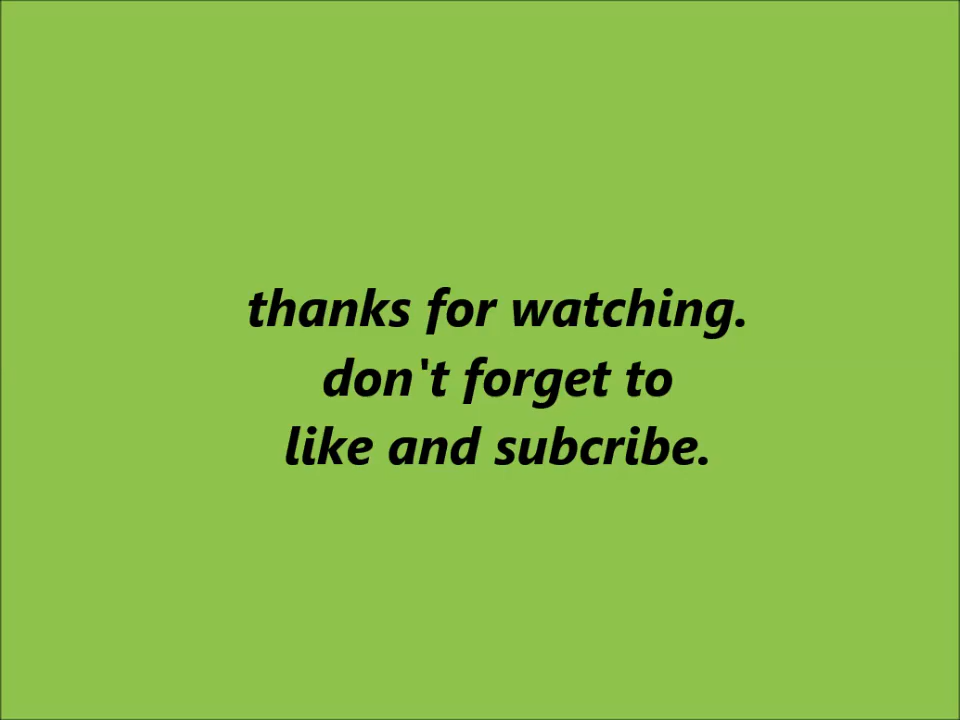 thanks for watching.
don't forget to
like and subcribe.